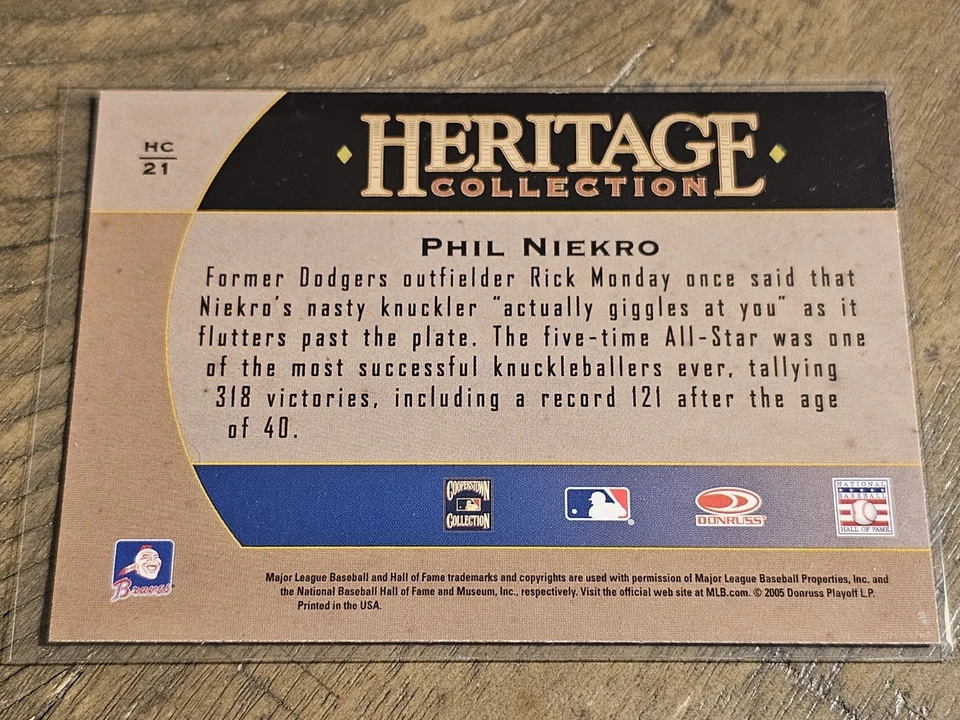 HC
21
HERITAGE
COLLECTION
PHIL NIEKRO
Former Dodgers outfielder Rick Monday once said that
Niekro's nasty knuckler "actually giggles at you" as it
flutters past the plate. The five-time All-Star was one
of the most successful knuckleballers ever, tallying
318 victories, including a record 121 after the age
of 40.
COOPERSTOWN
COLLECTION
DONRUSS
NATIONAL
BASEBALL
HALL OF FAME
Braves
Major League Baseball and Hall of Fame trademarks and copyrights are used with permission of Major League Baseball Properties, Inc. and
the National Baseball Hall of Fame and Museum, Inc., respectively. Visit the official web site at MLB.com. © 2005 Donruss Playoff L.P.
Printed in the USA.